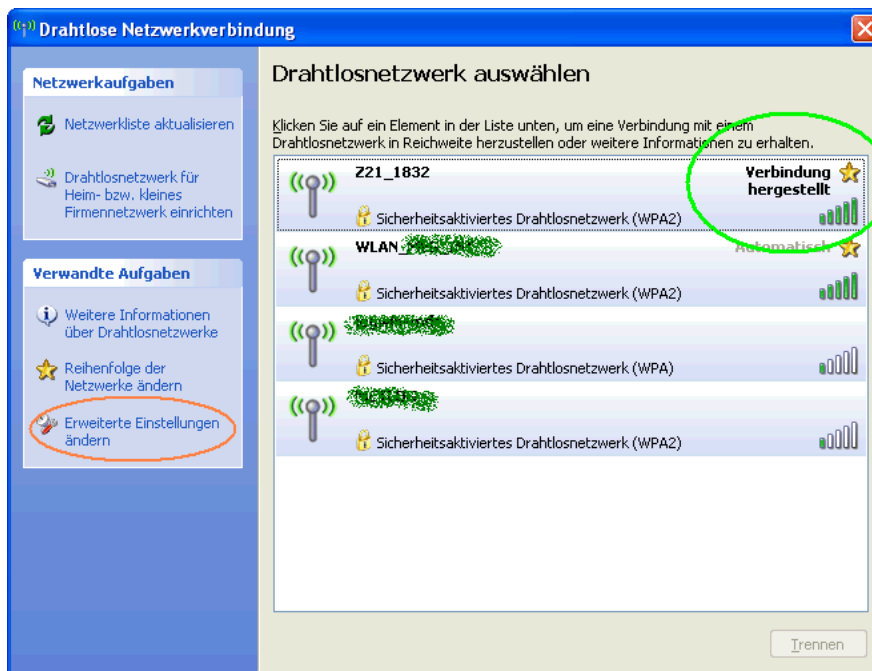 Drahtlose Netzwerkverbindung
Netzwerkaufgaben
Netzwerkliste aktualisieren
Drahtlosnetzwerk für
Heim- bzw. kleines
Firmennetzwerk einrichten
Verwandte Aufgaben
Weitere Informationen
über Drahtlosnetzwerke
Reihenfolge der
Netzwerke ändern
Erweiterte Einstellungen
ändern
Drahtlosnetzwerk auswählen
Klicken Sie auf ein Element in der Liste unten, um eine Verbindung mit einem
Drahtlosnetzwerk in Reichweite herzustellen oder weitere Informationen zu erhalten.
Z21_1832
Verbindung
hergestellt
Sicherheitsaktiviertes Drahtlosnetzwerk (WPA2)
WLAN
Automatisch
Sicherheitsaktiviertes Drahtlosnetzwerk (WPA2)
Sicherheitsaktiviertes Drahtlosnetzwerk (WPA)
Sicherheitsaktiviertes Drahtlosnetzwerk (WPA2)
Trennen